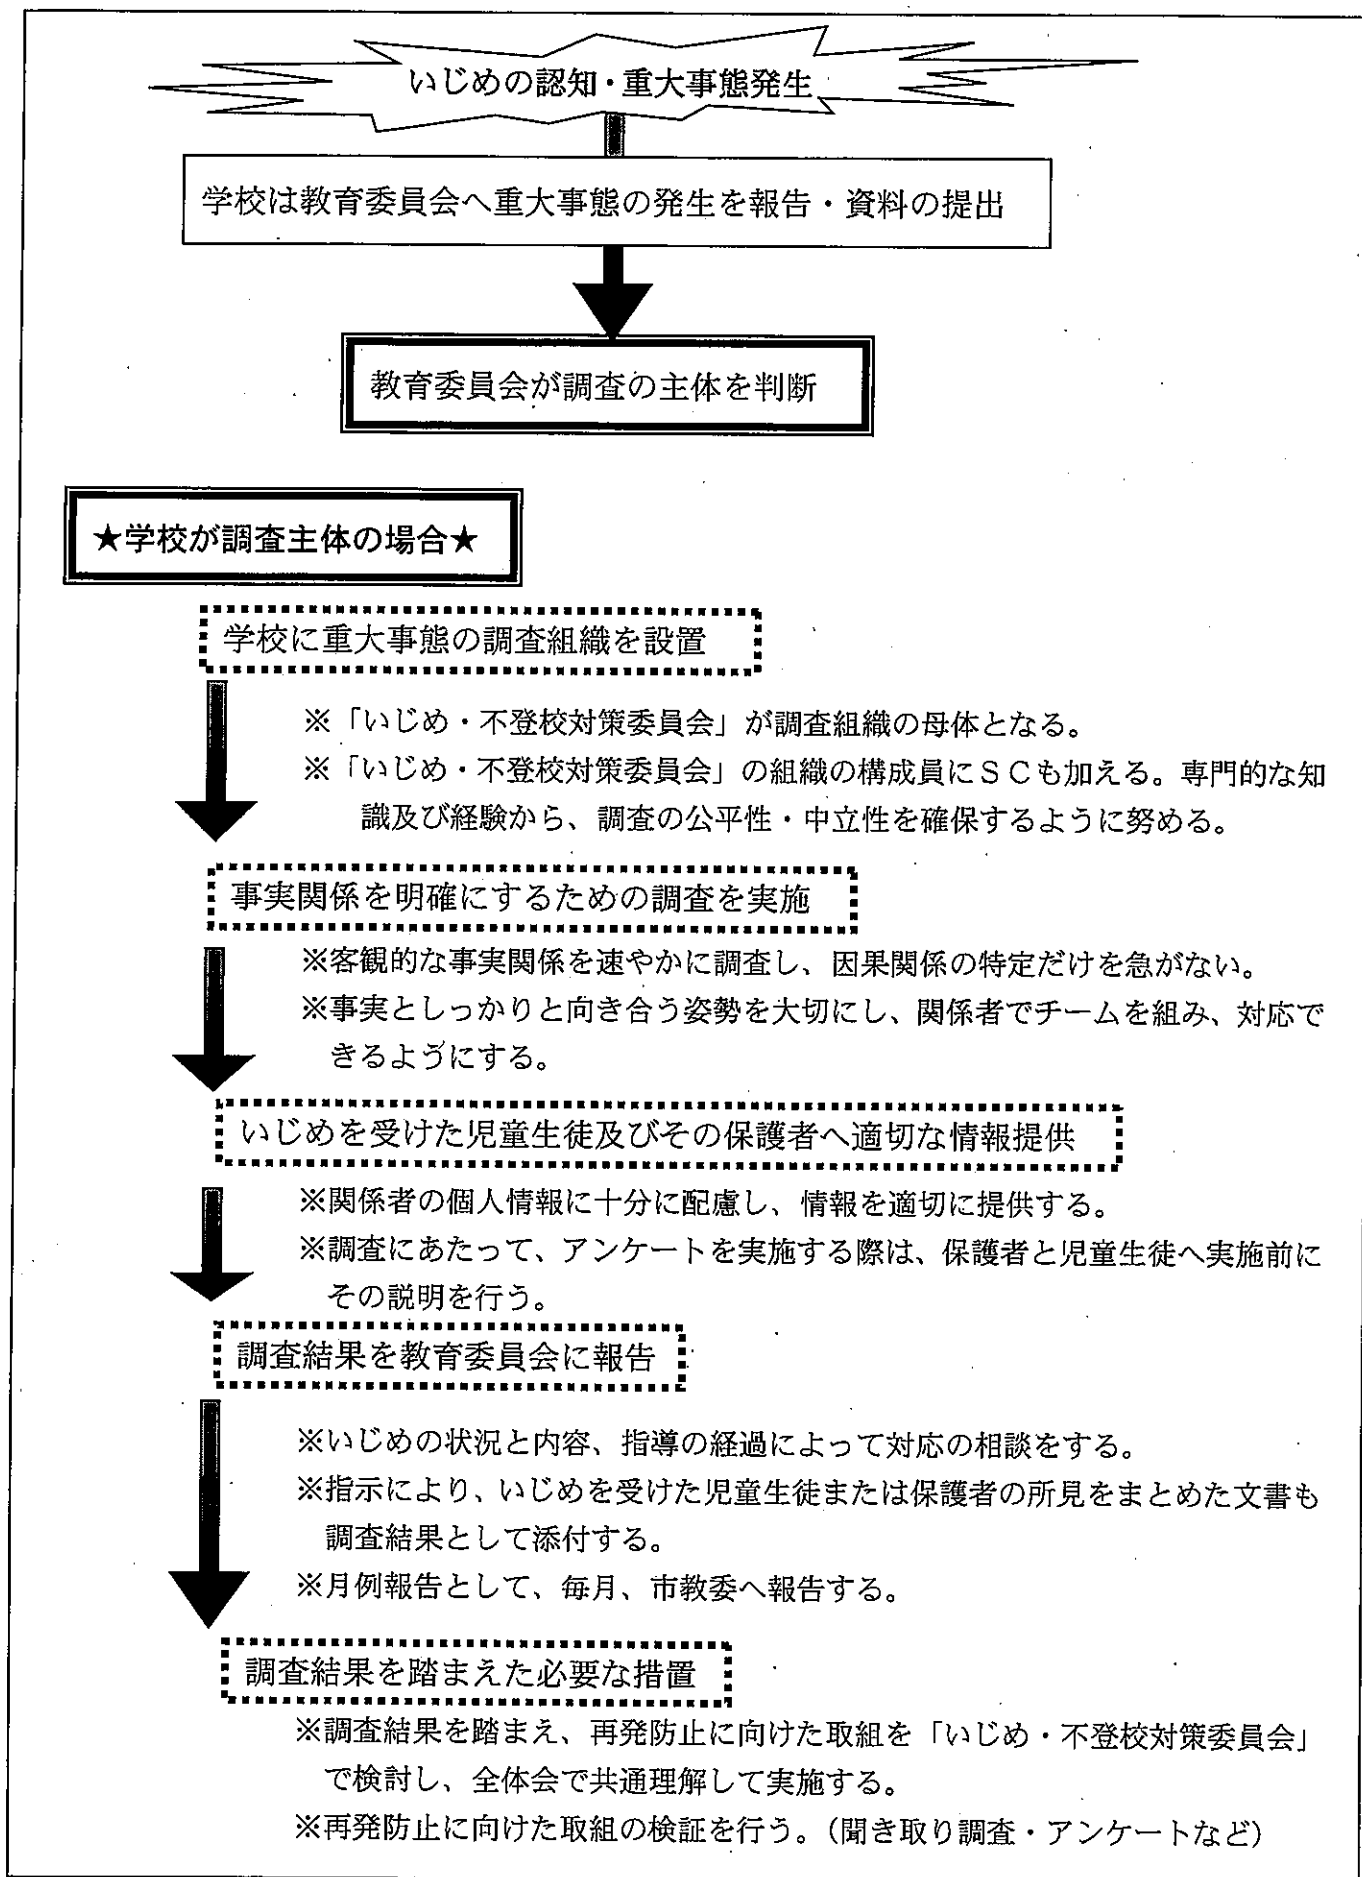 いじめの認知・重大事態発生
学校は教育委員会へ重大事態の発生を報告・資料の提出
教育委員会が調査の主体を判断
★学校が調査主体の場合★
学校に重大事態の調査組織を設置
※「いじめ・不登校対策委員会」が調査組織の母体となる。
※「いじめ・不登校対策委員会」の組織の構成員にＳＣも加える。専門的な知
識及び経験から、調査の公平性・中立性を確保するように努める。
事実関係を明確にするための調査を実施
※客観的な事実関係を速やかに調査し、因果関係の特定だけを急がない。
※事実としっかりと向き合う姿勢を大切にし、関係者でチームを組み、対応で
きるようにする。
いじめを受けた児童生徒及びその保護者へ適切な情報提供
※関係者の個人情報に十分に配慮し、情報を適切に提供する。
※調査にあたって、アンケートを実施する際は、保護者と児童生徒へ実施前に
その説明を行う。
調査結果を教育委員会に報告
※いじめの状況と内容、指導の経過によって対応の相談をする。
※指示により、いじめを受けた児童生徒または保護者の所見をまとめた文書も
調査結果として添付する。
※月例報告として、毎月、市教委へ報告する。
調査結果を踏まえた必要な措置
※調査結果を踏まえ、再発防止に向けた取組を「いじめ・不登校対策委員会」
で検討し、全体会で共通理解して実施する。
※再発防止に向けた取組の検証を行う。（聞き取り調査・アンケートなど）